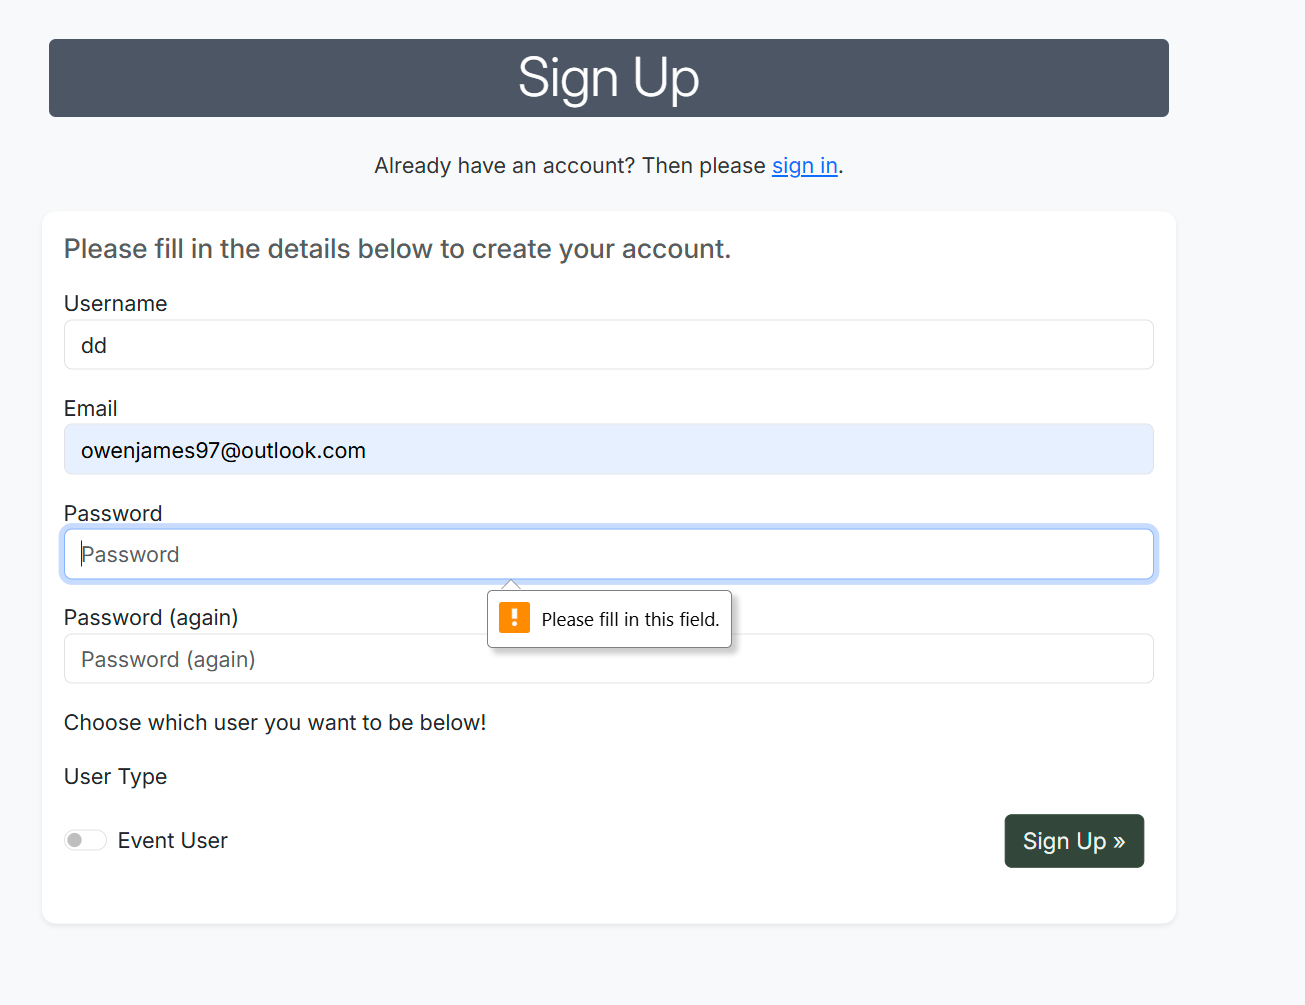 Sign Up
Already have an account? Then please sign in.
Please fill in the details below to create your account.
Username
dd
Email
owenjames97@outlook.com
Password
Password
Please fill in this field.
Password (again)
Password (again)
Choose which user you want to be below!
User Type
Event User
Sign Up »